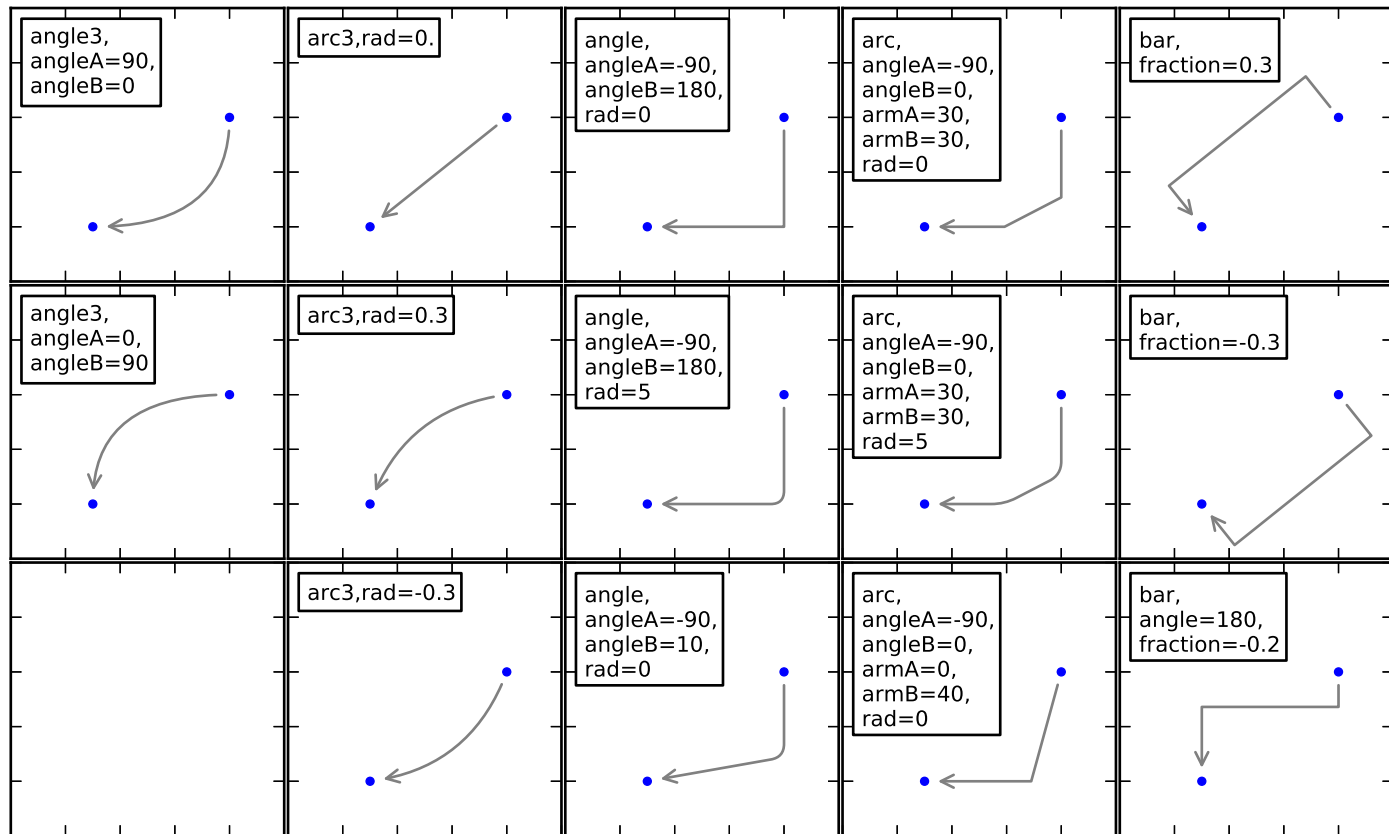 angle3,
angleA=90,
angleB=0
arc3,rad=0.
angle,
angleA=-90,
angleB=180,
rad=0
arc,
angleA=-90,
angleB=0,
armA=30,
armB=30,
rad=0
bar,
fraction=0.3
angle3,
angleA=0,
angleB=90
arc3,rad=0.3
angle,
angleA=-90,
angleB=180,
rad=5
arc,
angleA=-90,
angleB=0,
armA=30,
armB=30,
rad=5
bar,
fraction=-0.3
arc3,rad=-0.3
angle,
angleA=-90,
angleB=10,
rad=0
arc,
angleA=-90,
angleB=0,
armA=0,
armB=40,
rad=0
bar,
angle=180,
fraction=-0.2